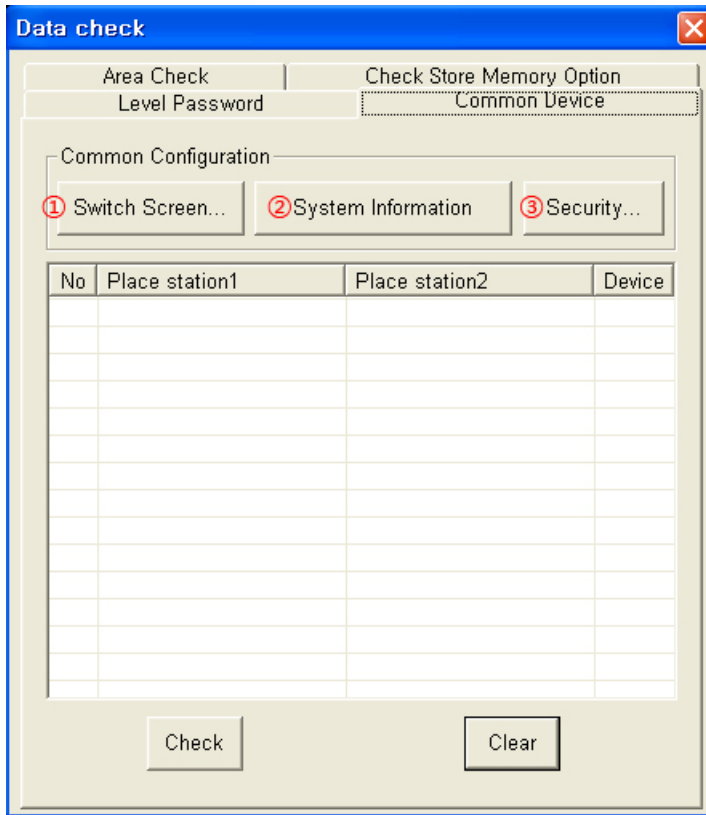 Data check
Area Check Check Store Memory Option
Level Password Common Device
Common Configuration
① Switch Screen... ②System Information ③Security...
No Place station1 Place station2 Device
Check Clear